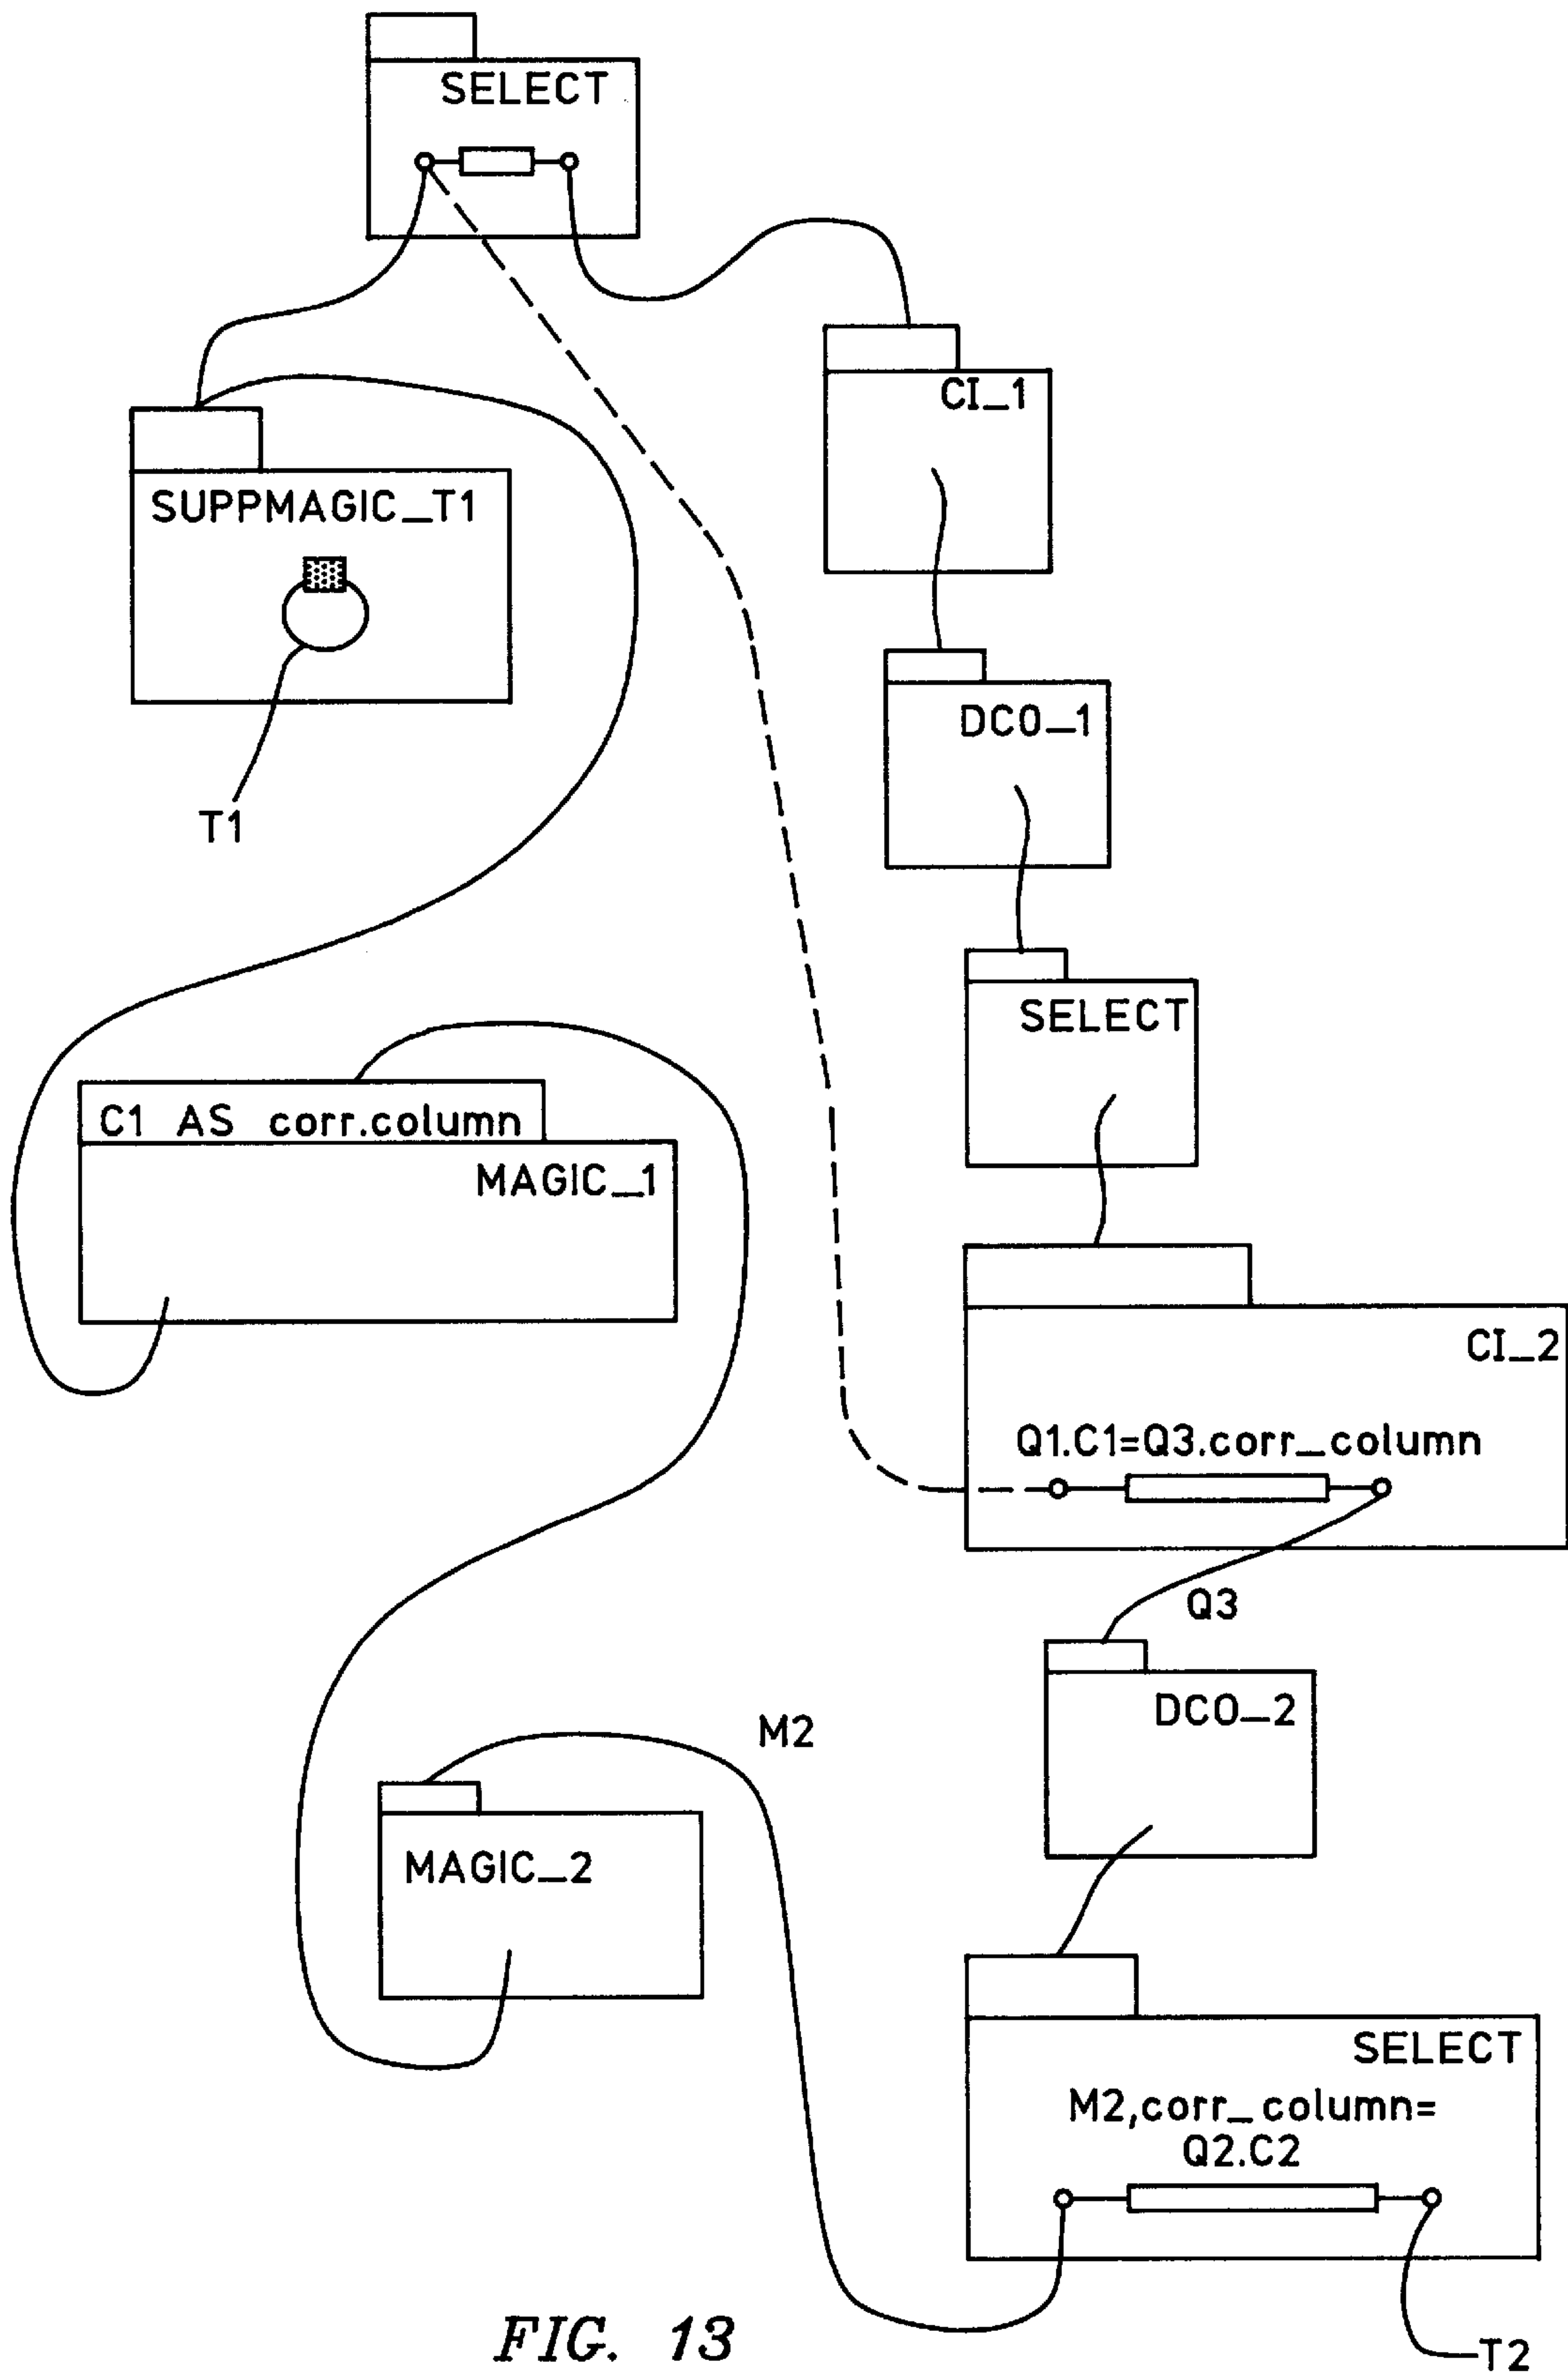 SELECT
CI_1
SUPPMAGIC_T1
DCO_1
T1
SELECT
C1 AS corr.column
MAGIC_1
CI_2
Q1.C1=Q3.corr_column
Q3
DCO_2
M2
MAGIC_2
SELECT
M2,corr_column=
Q2.C2
FIG. 13
T2